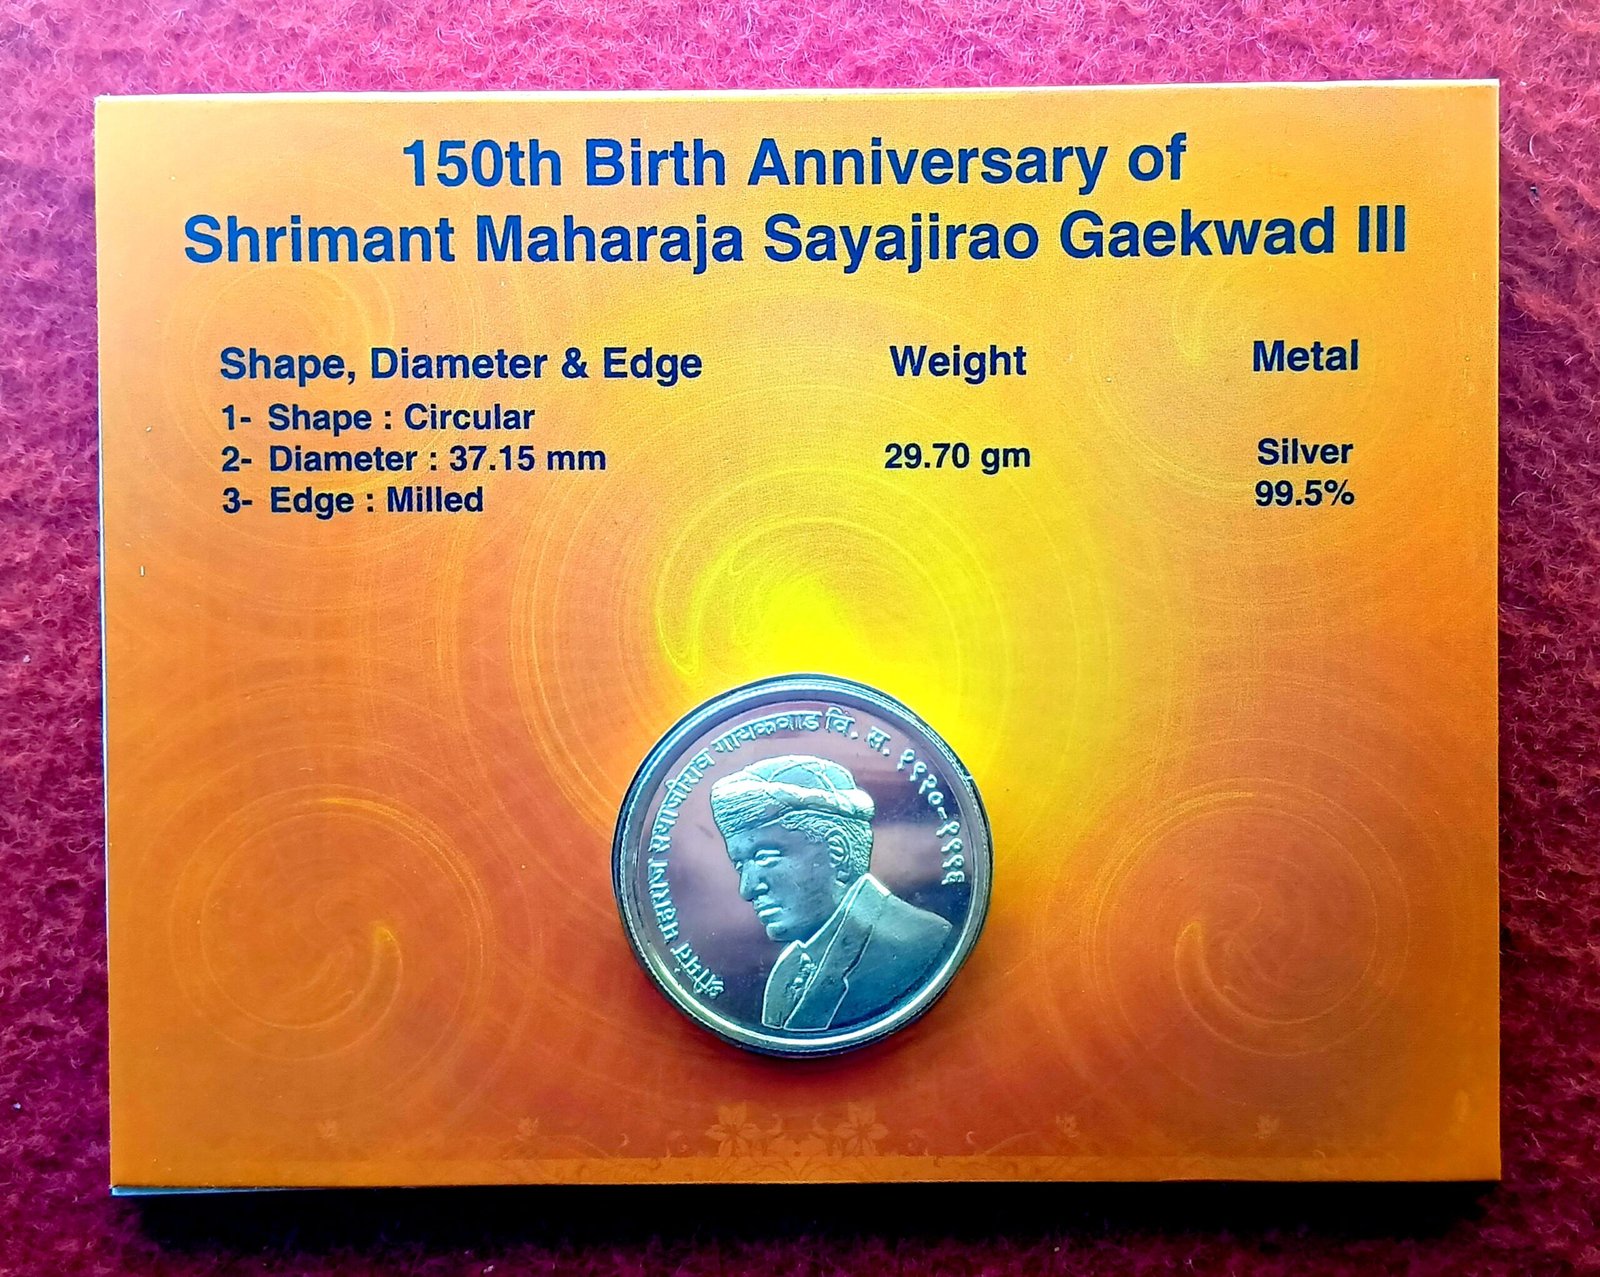 150th Birth Anniversary of
Shrimant Maharaja Sayajirao Gaekwad III
Shape, Diameter & Edge
1- Shape : Circular
2- Diameter : 37.15 mm
3- Edge : Milled
Weight
29.70 gm
Metal
Silver
99.5%
श्रीमंत महाराजा सयाजीराव गायकवाड वि. स. १९२०-१९९६